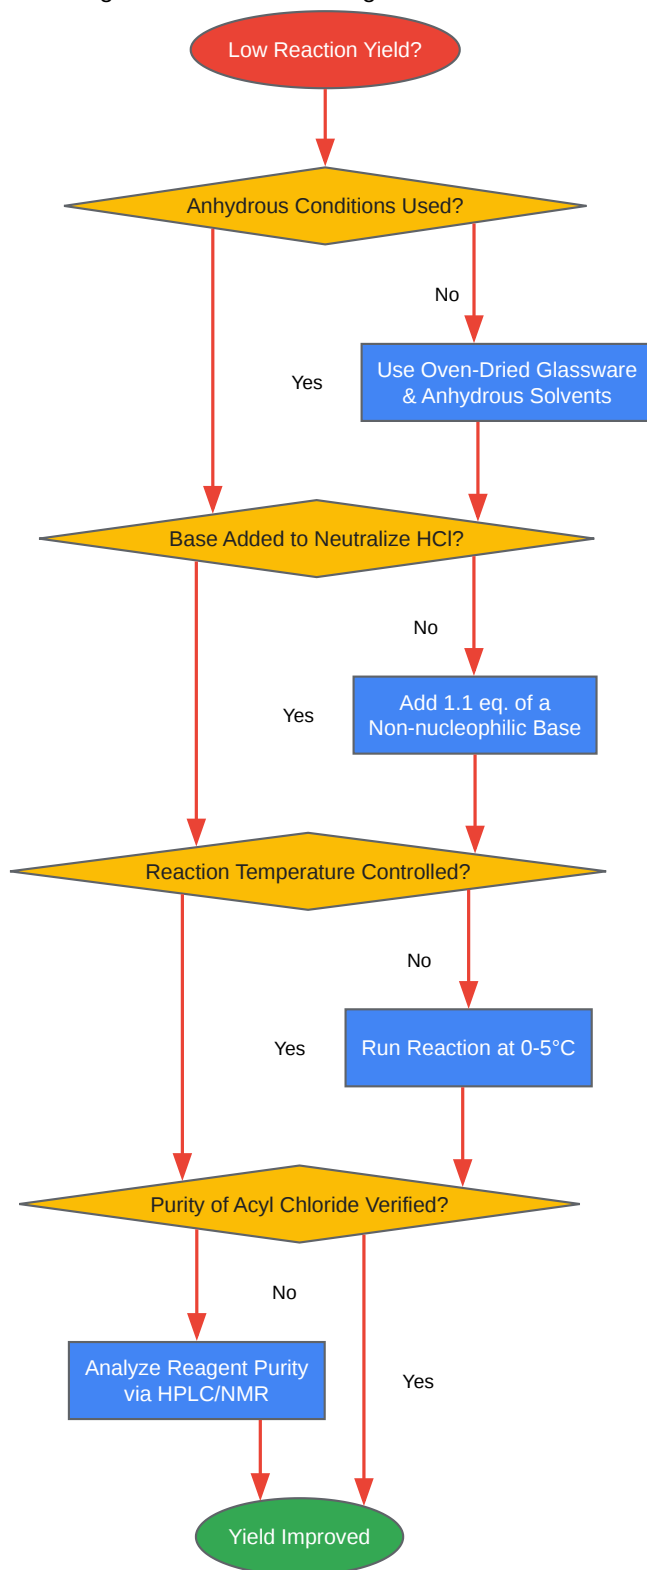 Low Reaction Yield?
Anhydrous Conditions Used?
No
Yes
Use Oven-Dried Glassware
& Anhydrous Solvents
Base Added to Neutralize HCl?
No
Yes
Add 1.1 eq. of a
Non-nucleophilic Base
Reaction Temperature Controlled?
No
Yes
Run Reaction at 0-5°C
Purity of Acyl Chloride Verified?
No
Analyze Reagent Purity
via HPLC/NMR
Yes
Yield Improved